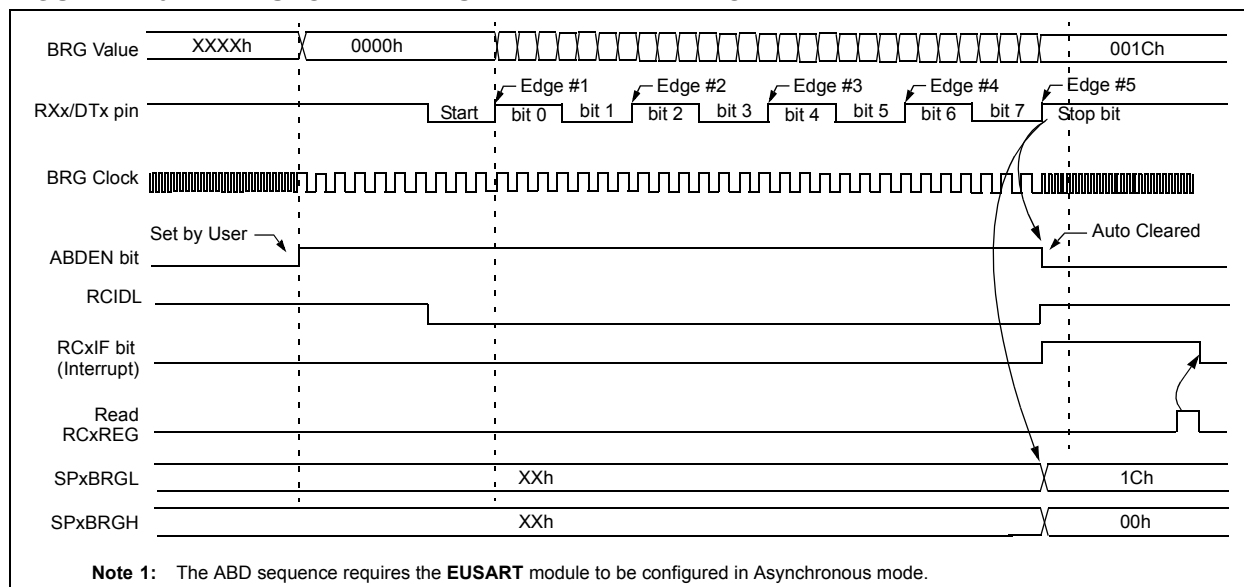 BRG Value XXXXh 0000h 001Ch
Edge #1 Edge #2 Edge #3 Edge #4 Edge #5
RXx/DTx pin Start bit 0 bit 1 bit 2 bit 3 bit 4 bit 5 bit 6 bit 7 Stop bit
BRG Clock
Set by User Auto Cleared
ABDEN bit
RCIDL
RCxIF bit
(Interrupt)
Read
RCxREG
SPxBRGL XXh 1Ch
SPxBRGH XXh 00h
Note 1: The ABD sequence requires the EUSART module to be configured in Asynchronous mode.